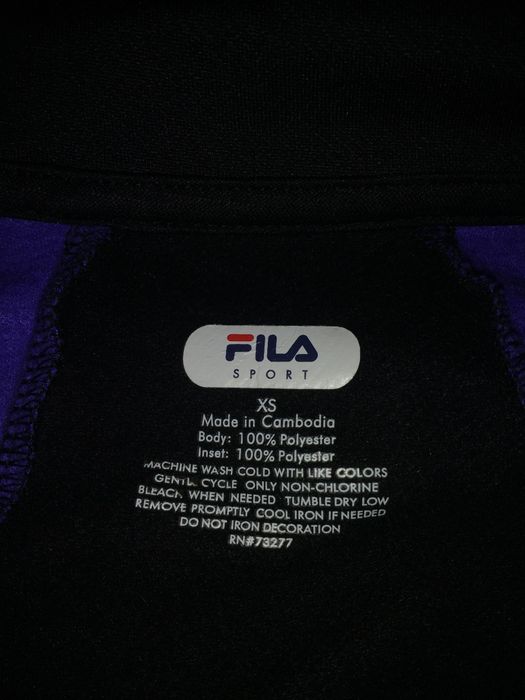 FILA
SPORT
XS
Made in Cambodia
Body: 100% Polyester
Inset: 100% Polyester
MACHINE WASH COLD WITH LIKE COLORS
GENTLE CYCLE ONLY NON-CHLORINE
BLEACH WHEN NEEDED TUMBLE DRY LOW
REMOVE PROMPTLY COOL IRON IF NEEDED
DO NOT IRON DECORATION
RN#73277